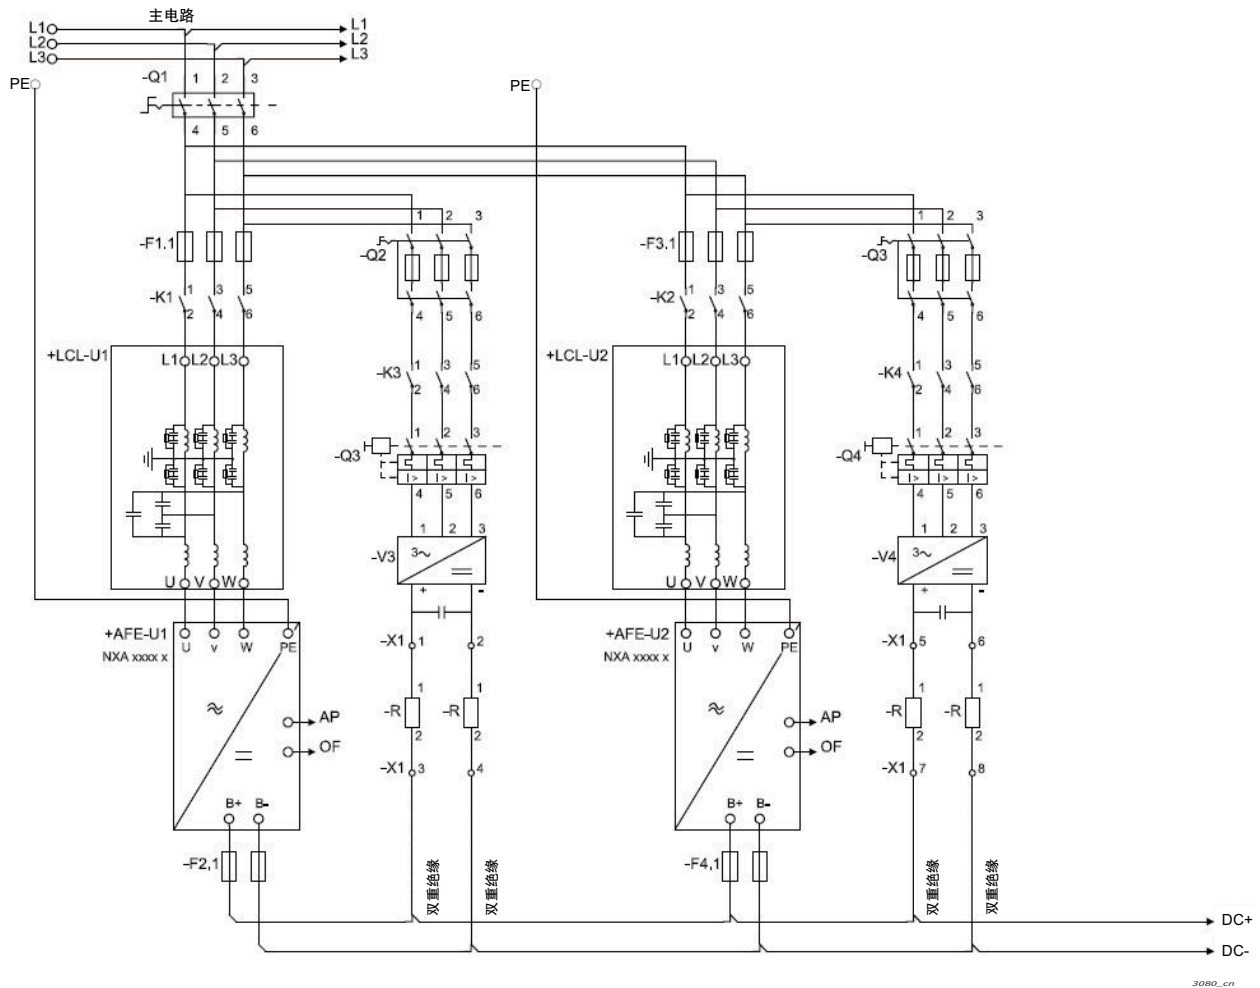 主电路
L1 L1
L2 L2
L3 L3
PE -Q1 1 2 3 PE
4 5 6
1 2 3 1 2 3
-F1.1 -Q2 -F3.1 -Q3
-K1 1 3 5 -K2 1 3 5
2 4 6 4 5 6 2 4 6 4 5 6
+LCL-U1 L1 L2 L3 +LCL-U2 L1 L2 L3
-K3 1 3 5 -K4 1 3 5
2 4 6 2 4 6
1 2 3 1 2 3
-Q3 -Q4
I> I> I> I> I> I>
4 5 6 4 5 6
1 2 3 1 2 3
-V3 3~ -V4 3~
U V W U V W
+ - + -
+AFE-U1 +AFE-U2
NXA xxxx x U v W PE NXA xxxx x U v W PE
-X1 1 2 -X1 5 6
-R 1 -R 1 -R 1 -R 1
2 2 2 2
AP AP
OF OF
-X1 3 4 -X1 7 8
B+ B- B+ B-
-F2,1 -F4,1
双重绝缘 双重绝缘 双重绝缘 双重绝缘
DC+
DC-
3080_cn